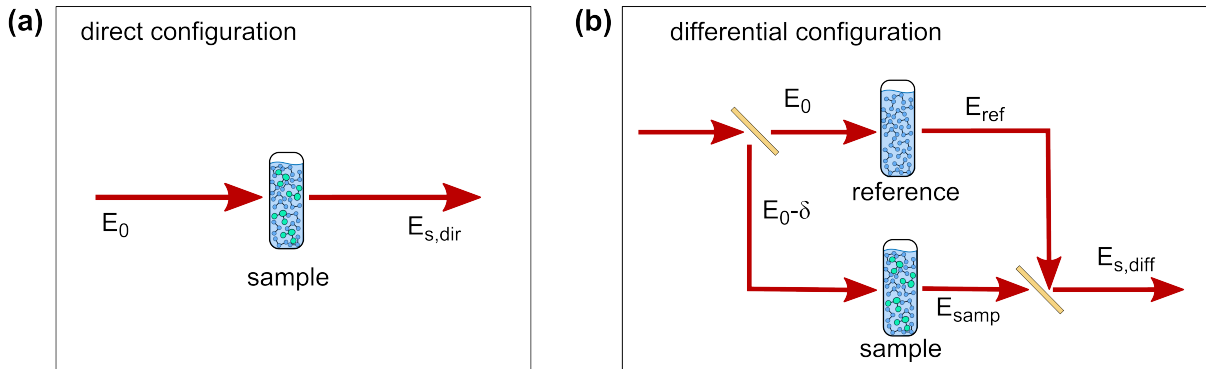 (a)
direct configuration
E0
Es,dir
sample
(b)
differential configuration
E0
Eref
reference
E0-δ
Es,diff
Esamp
sample